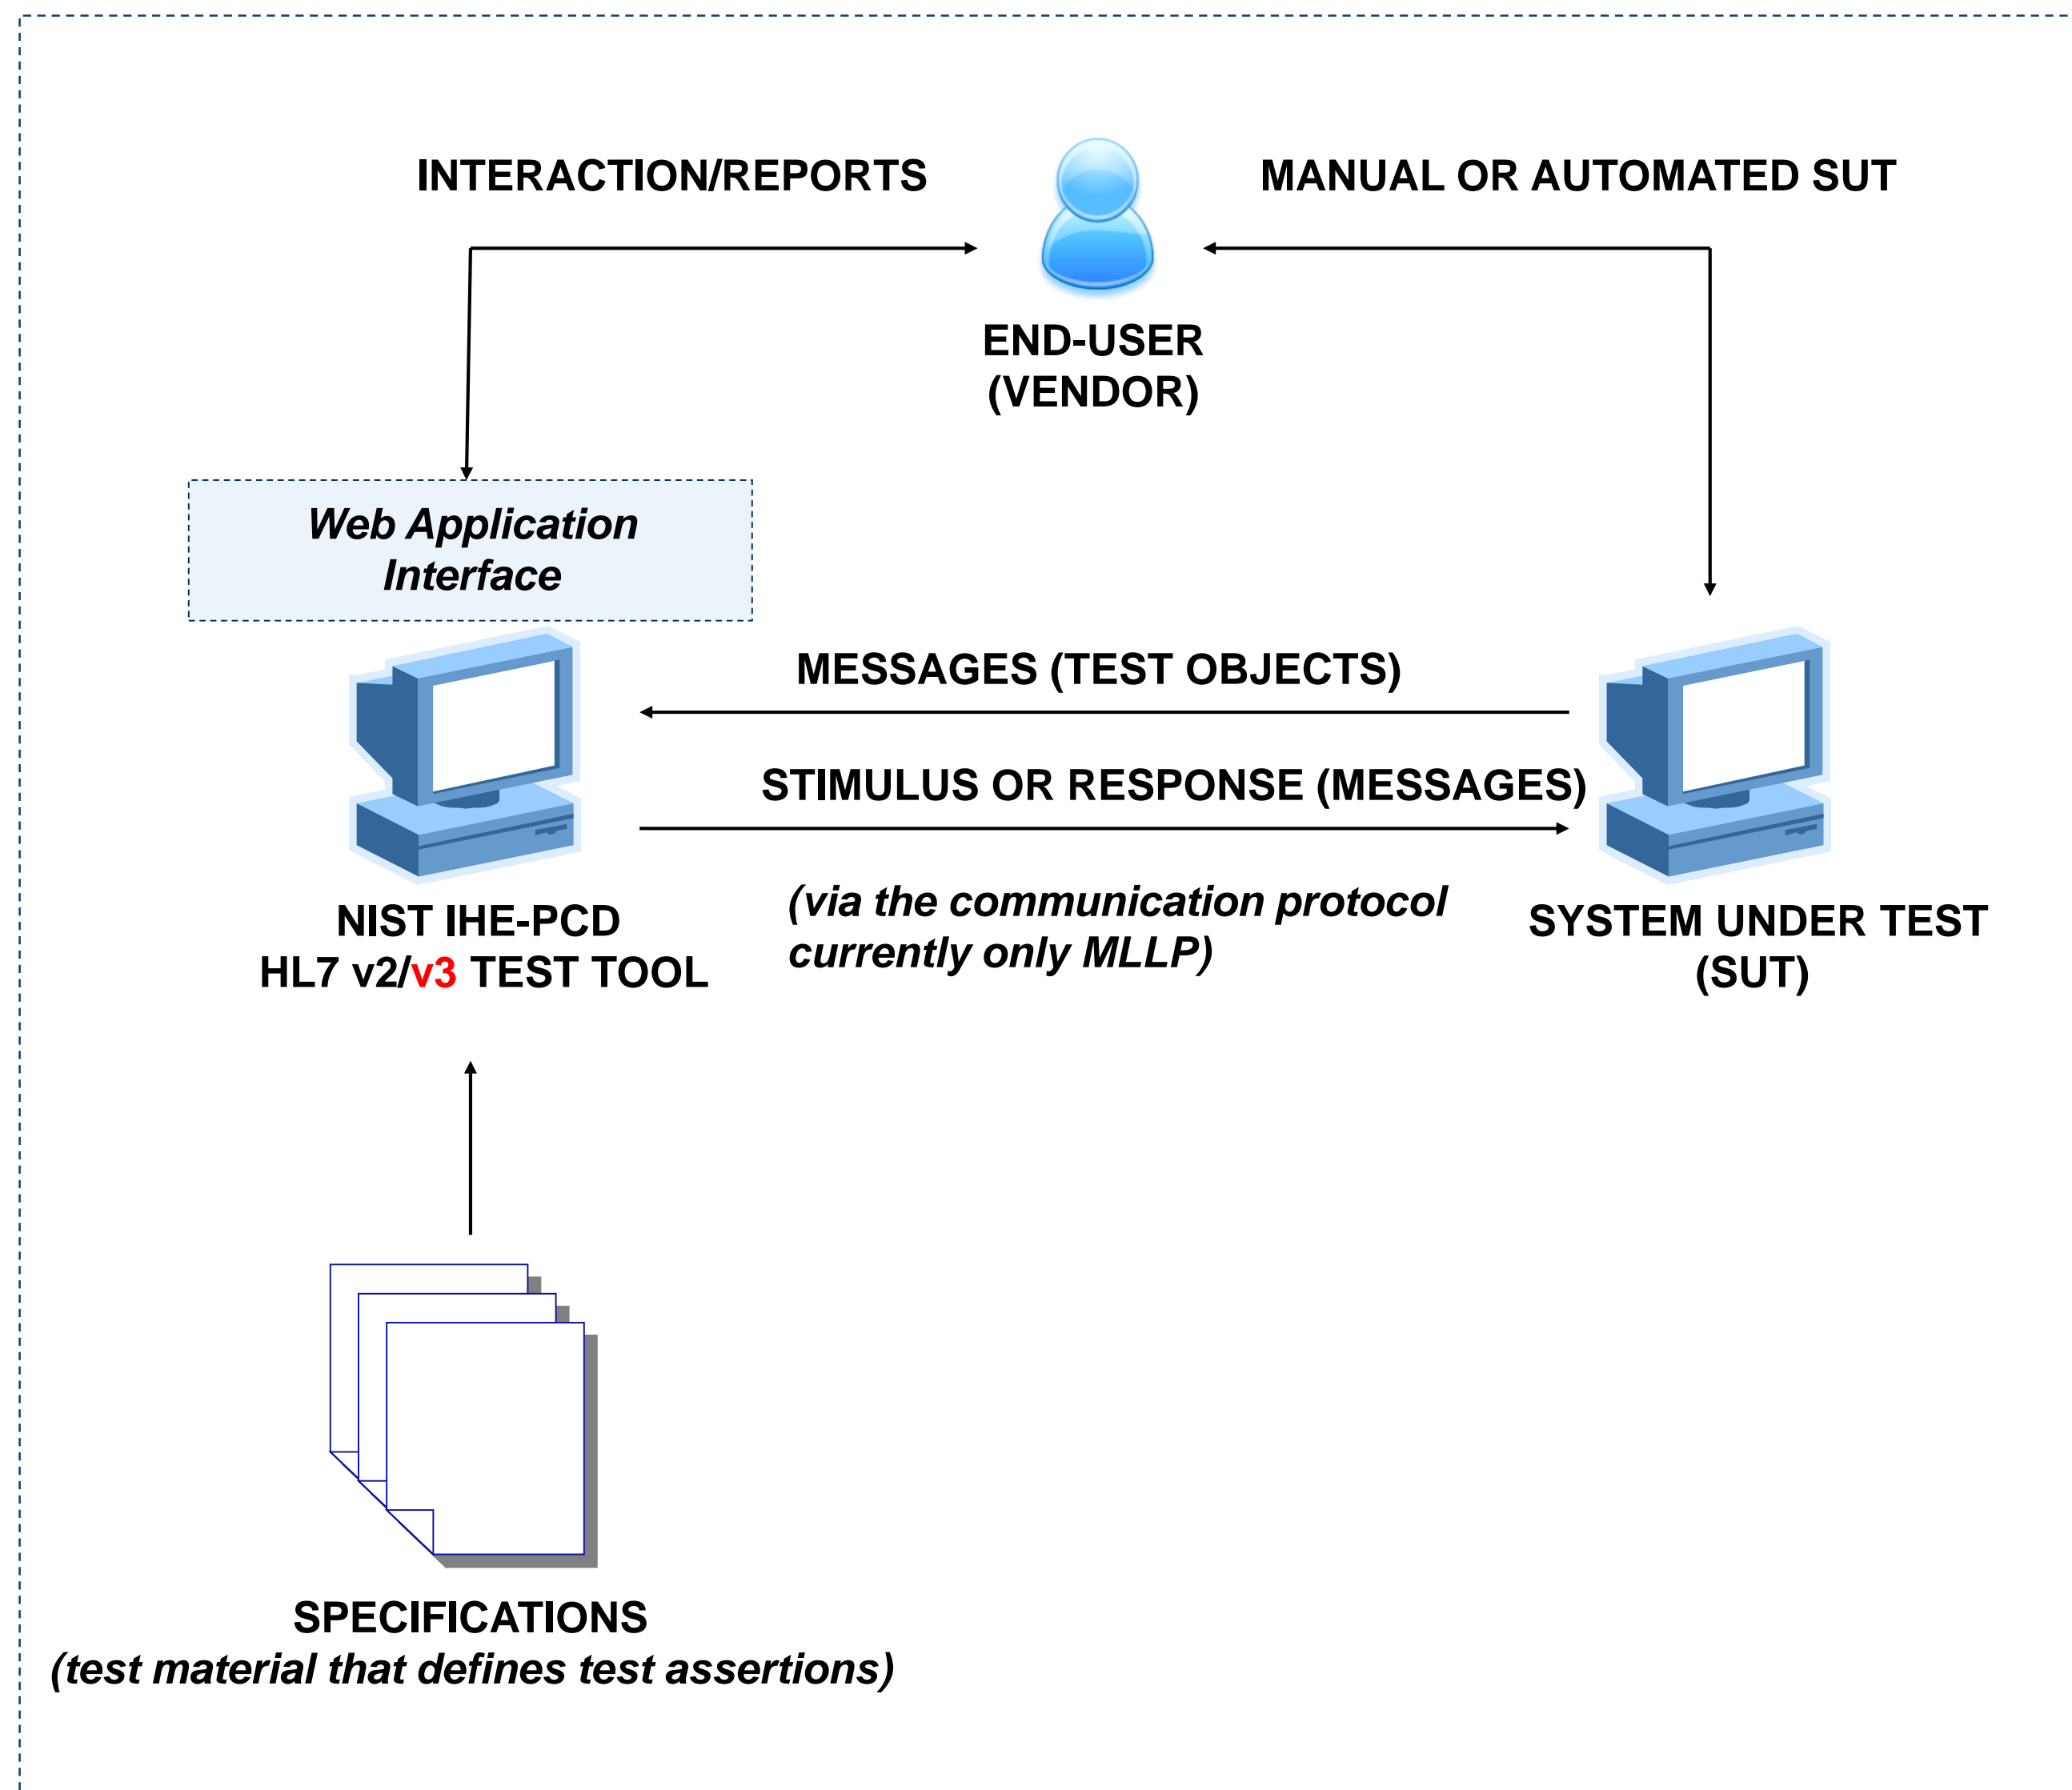 INTERACTION/REPORTS
MANUAL OR AUTOMATED SUT
END-USER
(VENDOR)
Web Application
Interface
MESSAGES (TEST OBJECTS)
STIMULUS OR RESPONSE (MESSAGES)
(via the communication protocol
currently only MLLP)
NIST IHE-PCD
HL7 v2/v3 TEST TOOL
SYSTEM UNDER TEST
(SUT)
SPECIFICATIONS
(test material that defines test assertions)